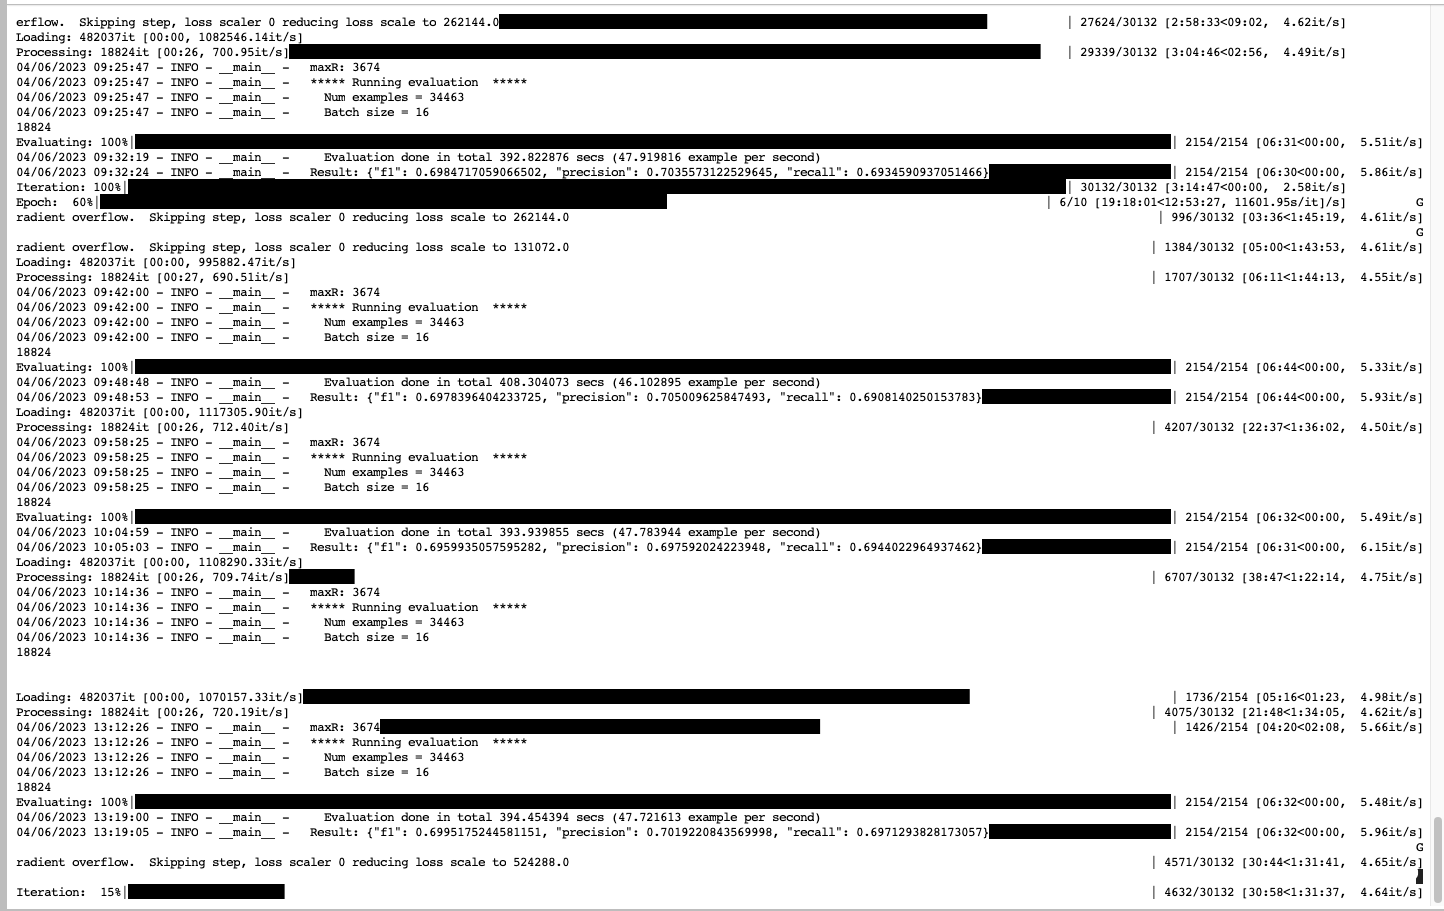 erflow.  Skipping step, loss scaler 0 reducing loss scale to 262144.0 | 27624/30132 [2:58:33<09:02,  4.62it/s]
Loading: 482037it [00:00, 1082546.14it/s]
Processing: 18824it [00:26, 700.95it/s] | 29339/30132 [3:04:46<02:56,  4.49it/s]
04/06/2023 09:25:47 - INFO - __main__ -   maxR: 3674
04/06/2023 09:25:47 - INFO - __main__ -   ***** Running evaluation  *****
04/06/2023 09:25:47 - INFO - __main__ -     Num examples = 34463
04/06/2023 09:25:47 - INFO - __main__ -     Batch size = 16
18824
Evaluating: 100%| | 2154/2154 [06:31<00:00,  5.51it/s]
04/06/2023 09:32:19 - INFO - __main__ -     Evaluation done in total 392.822876 secs (47.919816 example per second)
04/06/2023 09:32:24 - INFO - __main__ -   Result: {"f1": 0.6984717059066502, "precision": 0.7035573122529645, "recall": 0.6934590937051466} | 2154/2154 [06:30<00:00,  5.86it/s]
Iteration: 100%| | 30132/30132 [3:14:47<00:00,  2.58it/s]
Epoch:  60%| | 6/10 [19:18:01<12:53:27, 11601.95s/it]/s] G
radient overflow.  Skipping step, loss scaler 0 reducing loss scale to 262144.0 | 996/30132 [03:36<1:45:19,  4.61it/s]
G
radient overflow.  Skipping step, loss scaler 0 reducing loss scale to 131072.0 | 1384/30132 [05:00<1:43:53,  4.61it/s]
Loading: 482037it [00:00, 995882.47it/s]
Processing: 18824it [00:27, 690.51it/s] | 1707/30132 [06:11<1:44:13,  4.55it/s]
04/06/2023 09:42:00 - INFO - __main__ -   maxR: 3674
04/06/2023 09:42:00 - INFO - __main__ -   ***** Running evaluation  *****
04/06/2023 09:42:00 - INFO - __main__ -     Num examples = 34463
04/06/2023 09:42:00 - INFO - __main__ -     Batch size = 16
18824
Evaluating: 100%| | 2154/2154 [06:44<00:00,  5.33it/s]
04/06/2023 09:48:48 - INFO - __main__ -     Evaluation done in total 408.304073 secs (46.102895 example per second)
04/06/2023 09:48:53 - INFO - __main__ -   Result: {"f1": 0.6978396404233725, "precision": 0.705009625847493, "recall": 0.6908140250153783} | 2154/2154 [06:44<00:00,  5.93it/s]
Loading: 482037it [00:00, 1117305.90it/s]
Processing: 18824it [00:26, 712.40it/s] | 4207/30132 [22:37<1:36:02,  4.50it/s]
04/06/2023 09:58:25 - INFO - __main__ -   maxR: 3674
04/06/2023 09:58:25 - INFO - __main__ -   ***** Running evaluation  *****
04/06/2023 09:58:25 - INFO - __main__ -     Num examples = 34463
04/06/2023 09:58:25 - INFO - __main__ -     Batch size = 16
18824
Evaluating: 100%| | 2154/2154 [06:32<00:00,  5.49it/s]
04/06/2023 10:04:59 - INFO - __main__ -     Evaluation done in total 393.939855 secs (47.783944 example per second)
04/06/2023 10:05:03 - INFO - __main__ -   Result: {"f1": 0.6959935057595282, "precision": 0.697592024223948, "recall": 0.6944022964937462} | 2154/2154 [06:31<00:00,  6.15it/s]
Loading: 482037it [00:00, 1108290.33it/s]
Processing: 18824it [00:26, 709.74it/s] | 6707/30132 [38:47<1:22:14,  4.75it/s]
04/06/2023 10:14:36 - INFO - __main__ -   maxR: 3674
04/06/2023 10:14:36 - INFO - __main__ -   ***** Running evaluation  *****
04/06/2023 10:14:36 - INFO - __main__ -     Num examples = 34463
04/06/2023 10:14:36 - INFO - __main__ -     Batch size = 16
18824
Loading: 482037it [00:00, 1070157.33it/s] | 1736/2154 [05:16<01:23,  4.98it/s]
Processing: 18824it [00:26, 720.19it/s] | 4075/30132 [21:48<1:34:05,  4.62it/s]
04/06/2023 13:12:26 - INFO - __main__ -   maxR: 3674 | 1426/2154 [04:20<02:08,  5.66it/s]
04/06/2023 13:12:26 - INFO - __main__ -   ***** Running evaluation  *****
04/06/2023 13:12:26 - INFO - __main__ -     Num examples = 34463
04/06/2023 13:12:26 - INFO - __main__ -     Batch size = 16
18824
Evaluating: 100%| | 2154/2154 [06:32<00:00,  5.48it/s]
04/06/2023 13:19:00 - INFO - __main__ -     Evaluation done in total 394.454394 secs (47.721613 example per second)
04/06/2023 13:19:05 - INFO - __main__ -   Result: {"f1": 0.6995175244581151, "precision": 0.7019220843569998, "recall": 0.6971293828173057} | 2154/2154 [06:32<00:00,  5.96it/s]
G
radient overflow.  Skipping step, loss scaler 0 reducing loss scale to 524288.0 | 4571/30132 [30:44<1:31:41,  4.65it/s]
Iteration:  15%| | 4632/30132 [30:58<1:31:37,  4.64it/s]